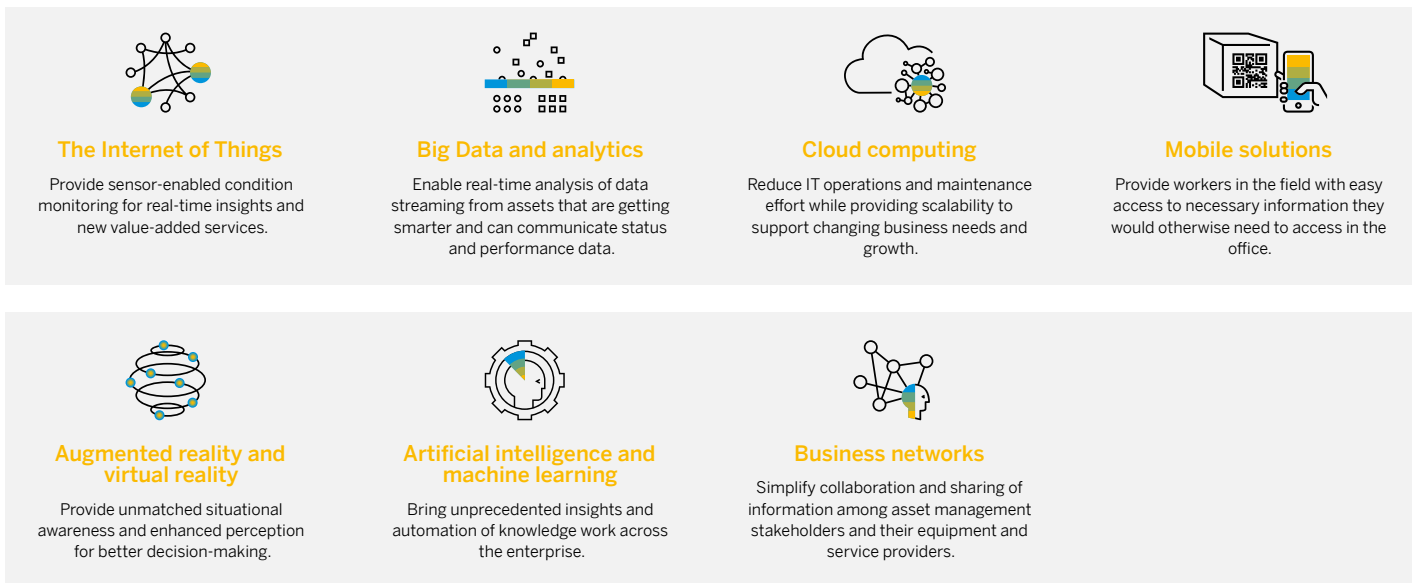 The Internet of Things
Provide sensor-enabled condition
monitoring for real-time insights and
new value-added services.
Big Data and analytics
Enable real-time analysis of data
streaming from assets that are getting
smarter and can communicate status
and performance data.
Cloud computing
Reduce IT operations and maintenance
effort while providing scalability to
support changing business needs and
growth.
Mobile solutions
Provide workers in the field with easy
access to necessary information they
would otherwise need to access in the
office.
Augmented reality and
virtual reality
Provide unmatched situational
awareness and enhanced perception
for better decision-making.
Artificial intelligence and
machine learning
Bring unprecedented insights and
automation of knowledge work across
the enterprise.
Business networks
Simplify collaboration and sharing of
information among asset management
stakeholders and their equipment and
service providers.